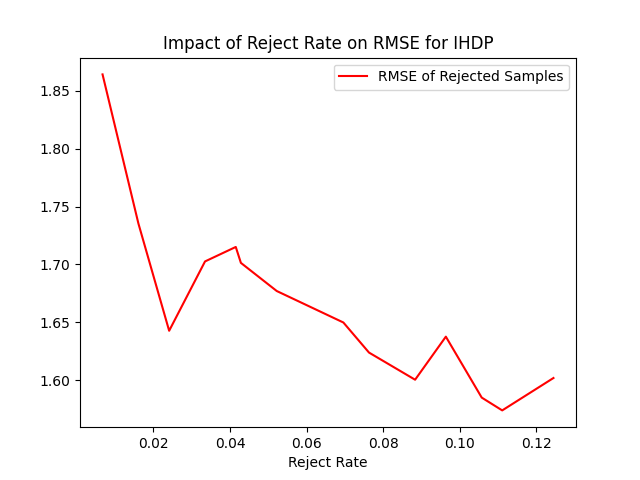 Impact of Reject Rate on RMSE for IHDP
RMSE of Rejected Samples
1.85
1.80
1.75
1.70
1.65
1.60
0.02 0.04 0.06 0.08 0.10 0.12
Reject Rate